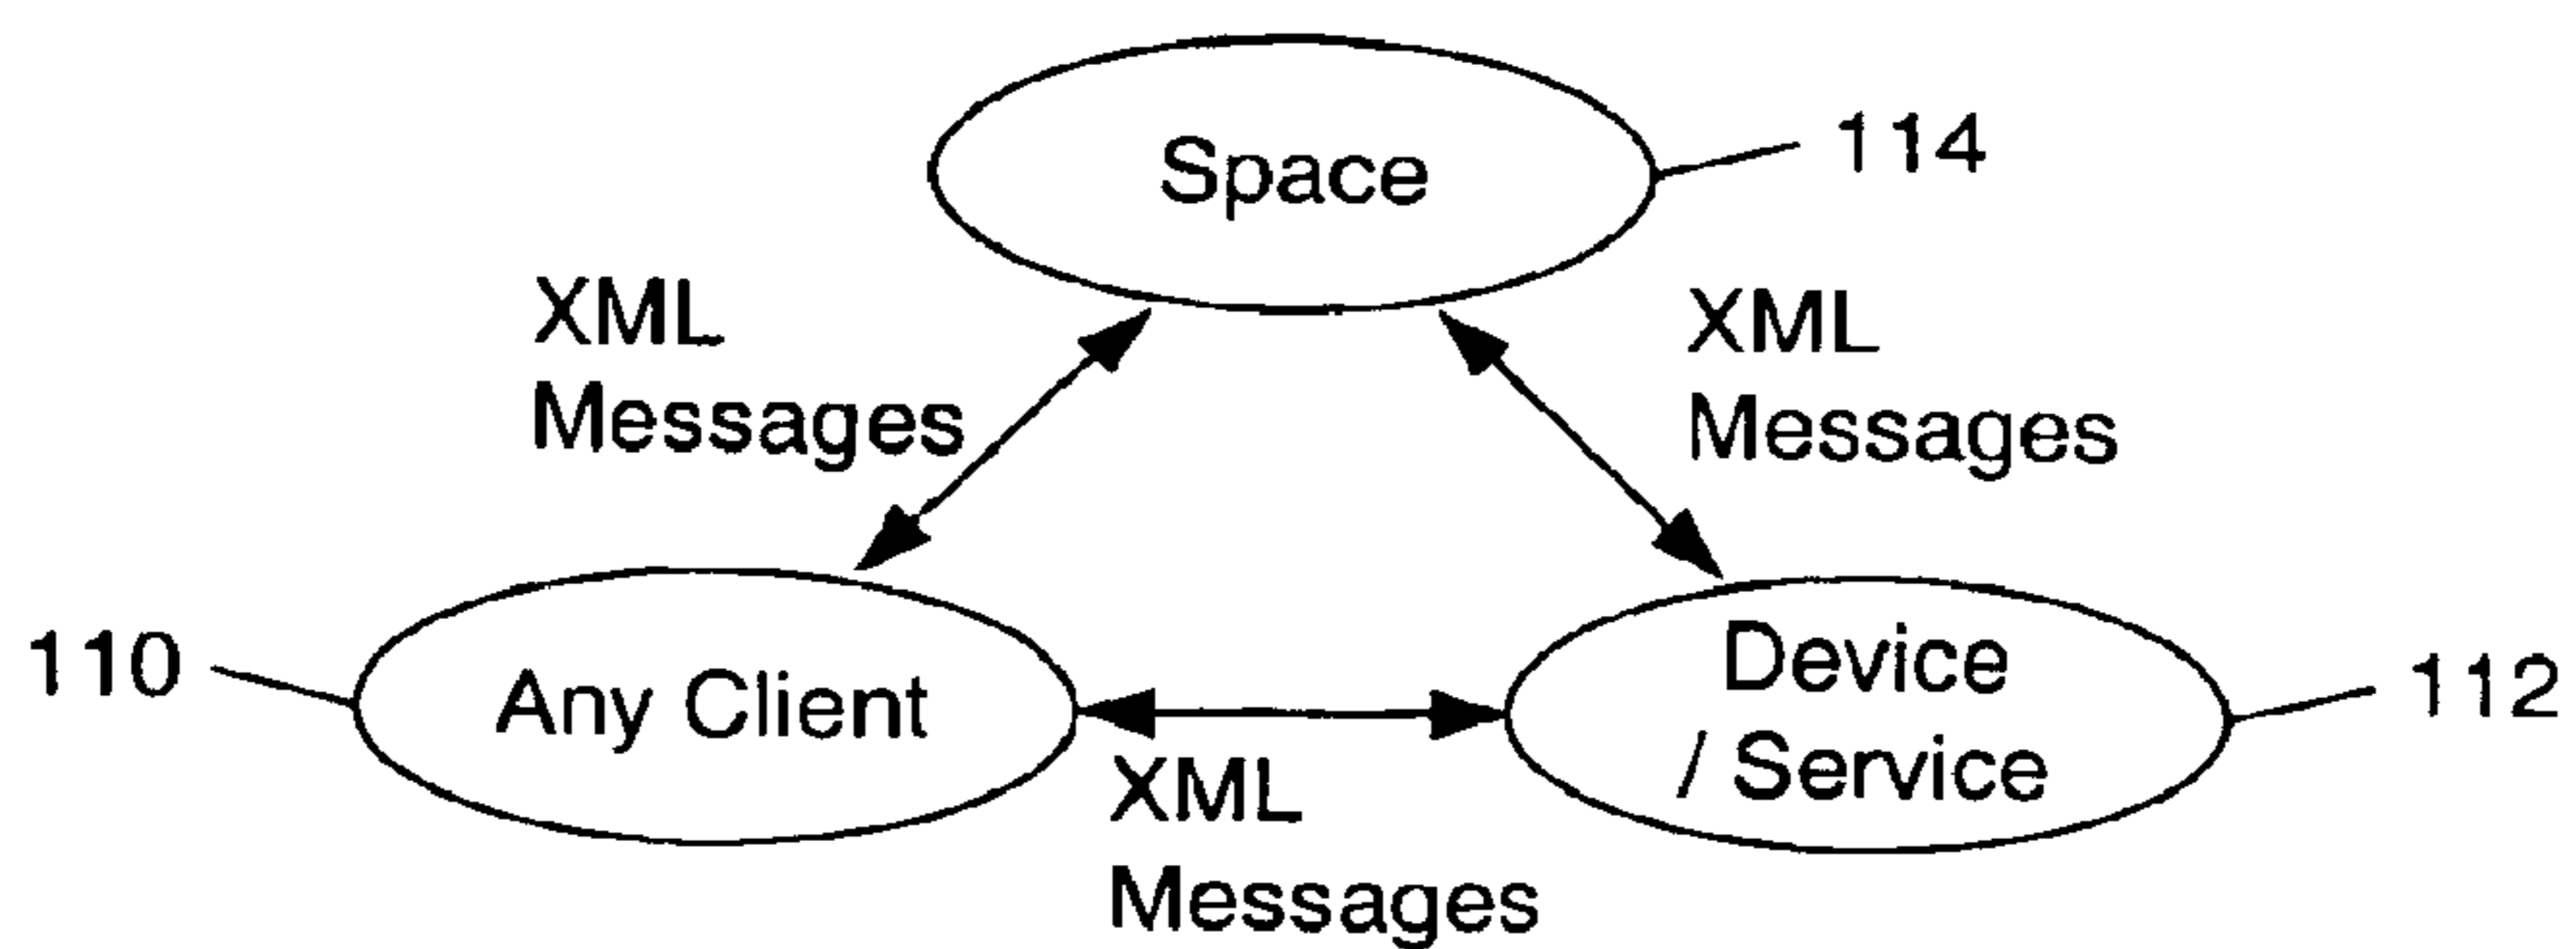 Space
114
XML
Messages
XML
Messages
110
Any Client
Device
/ Service
112
XML
Messages